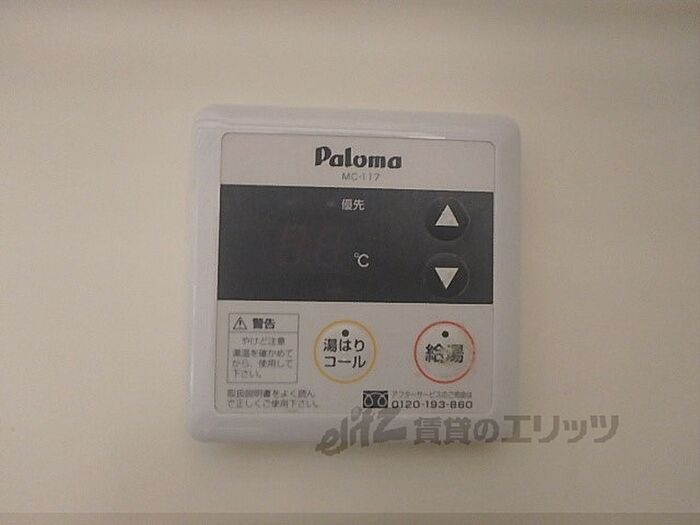 Paloma
MC-117
優先
℃
▲
▼
警告
やけど注意
湯温を確かめて
から、使用して
下さい。
湯はり
コール
給湯
取扱説明書をよく読ん
で正しくご使用下さい。
アフターサービスのご用命は
0120-193-860
elitz 賃貸のエリッツ